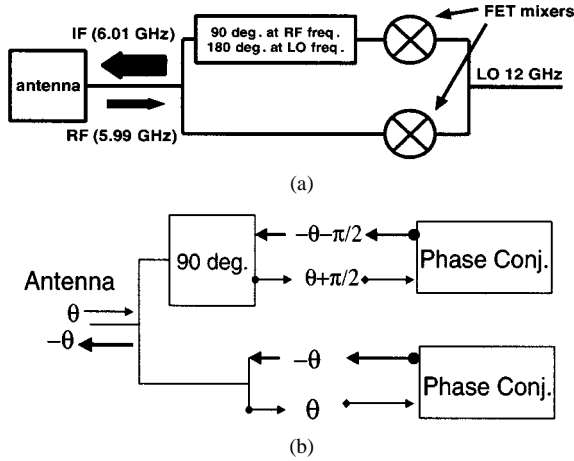 FET mixers
IF (6.01 GHz)
90 deg. at RF freq.
180 deg. at LO freq.
antenna
LO 12 GHz
RF (5.99 GHz)
(a)
−θ−π/2
90 deg.
Phase Conj.
θ+π/2
Antenna
θ
−θ
−θ
Phase Conj.
θ
(b)